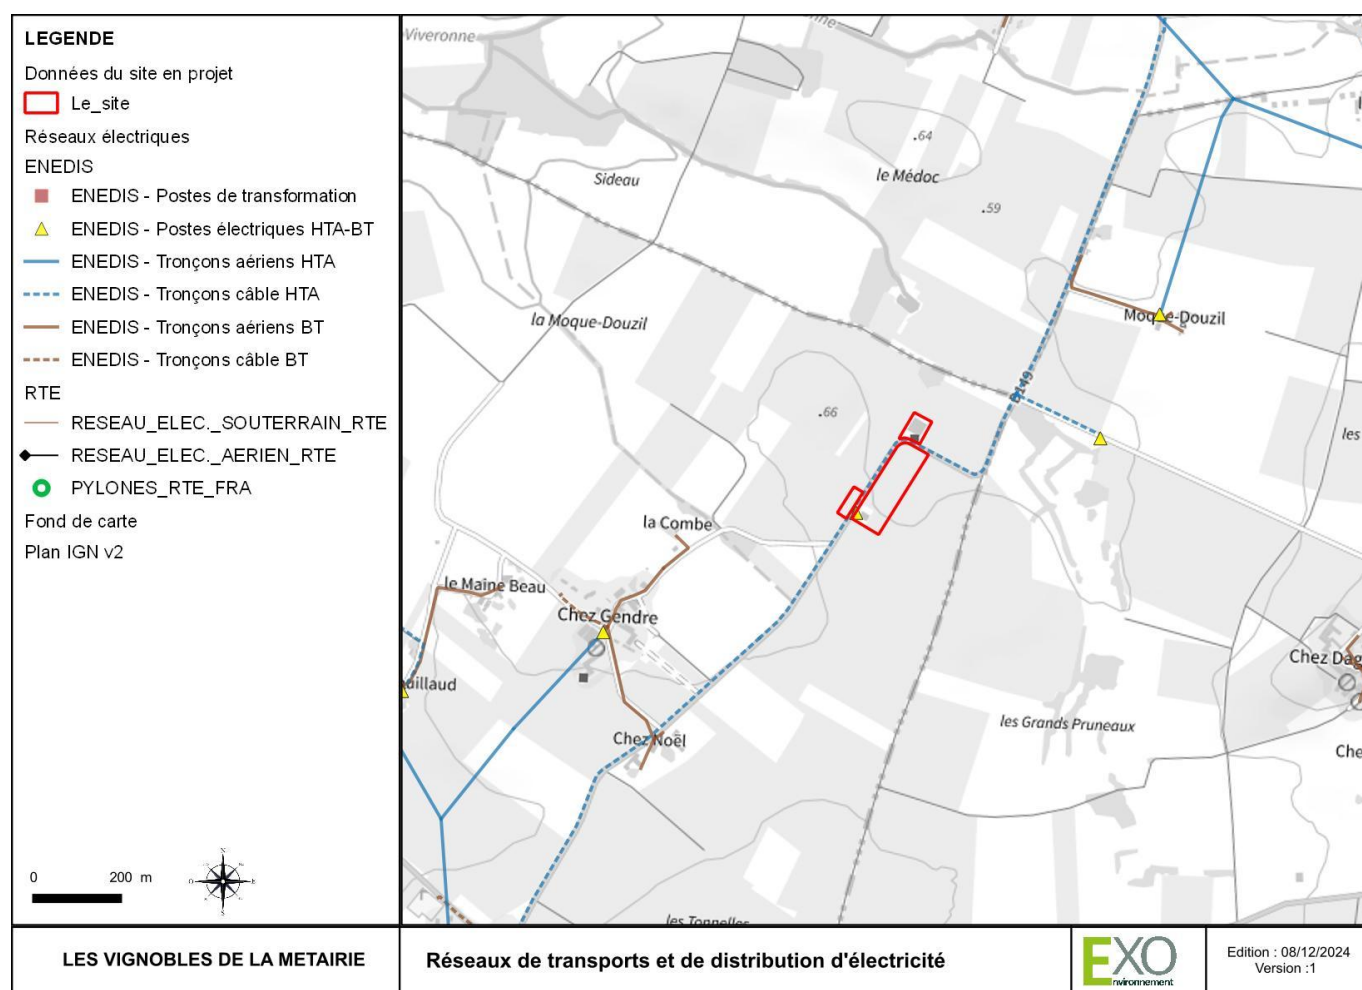 LEGENDE
Données du site en projet
Le_site
Réseaux électriques
ENEDIS
ENEDIS - Postes de transformation
ENEDIS - Postes électriques HTA-BT
ENEDIS - Tronçons aériens HTA
ENEDIS - Tronçons câble HTA
ENEDIS - Tronçons aériens BT
ENEDIS - Tronçons câble BT
RTE
RESEAU_ELEC._SOUTERRAIN_RTE
RESEAU_ELEC._AERIEN_RTE
PYLONES_RTE_FRA
Fond de carte
Plan IGN v2
0 200 m
N
S
O
E
Viveronne
.64
le Médoc
Sideau
.59
la Moque-Douzil
Moque-Douzil
D149
.66
les
la Combe
le Maine Beau
Chez Gendre
Chez Dag
aillaud
les Grands Pruneaux
Chez Noël
Che
les Tonnelles
LES VIGNOBLES DE LA METAIRIE
Réseaux de transports et de distribution d'électricité
EXO
nvironnement
Edition : 08/12/2024
Version :1